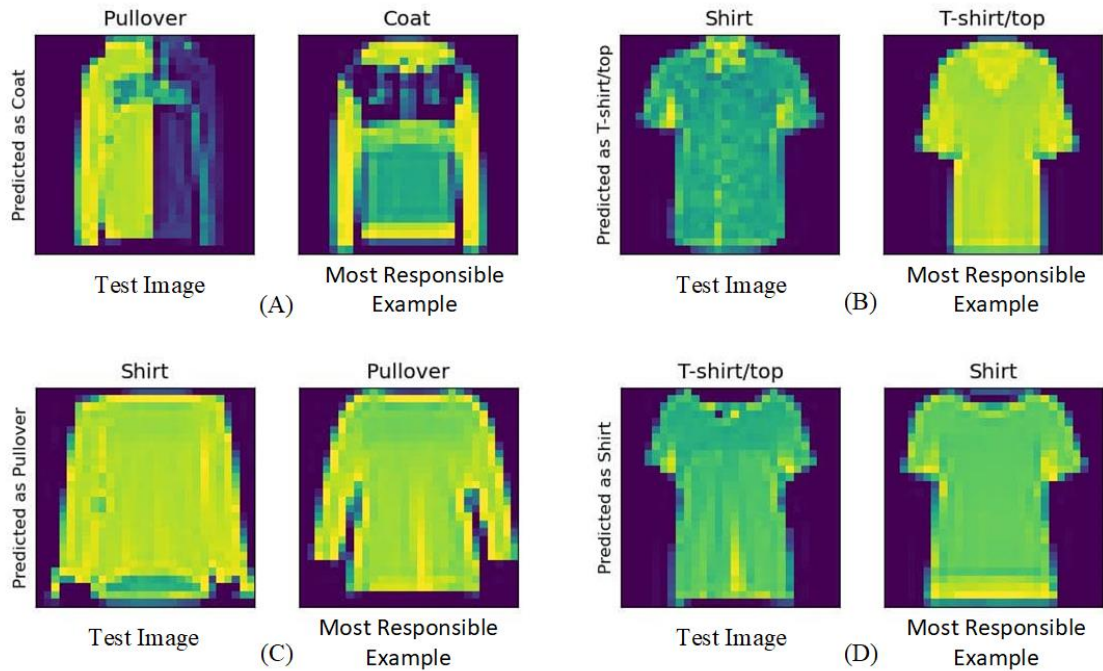 Pullover
Coat
Predicted as Coat
Test Image
Most Responsible
Example
(A)
Shirt
T-shirt/top
Predicted as T-shirt/top
Test Image
Most Responsible
Example
(B)
Shirt
Pullover
Predicted as Pullover
Test Image
Most Responsible
Example
(C)
T-shirt/top
Shirt
Predicted as Shirt
Test Image
Most Responsible
Example
(D)